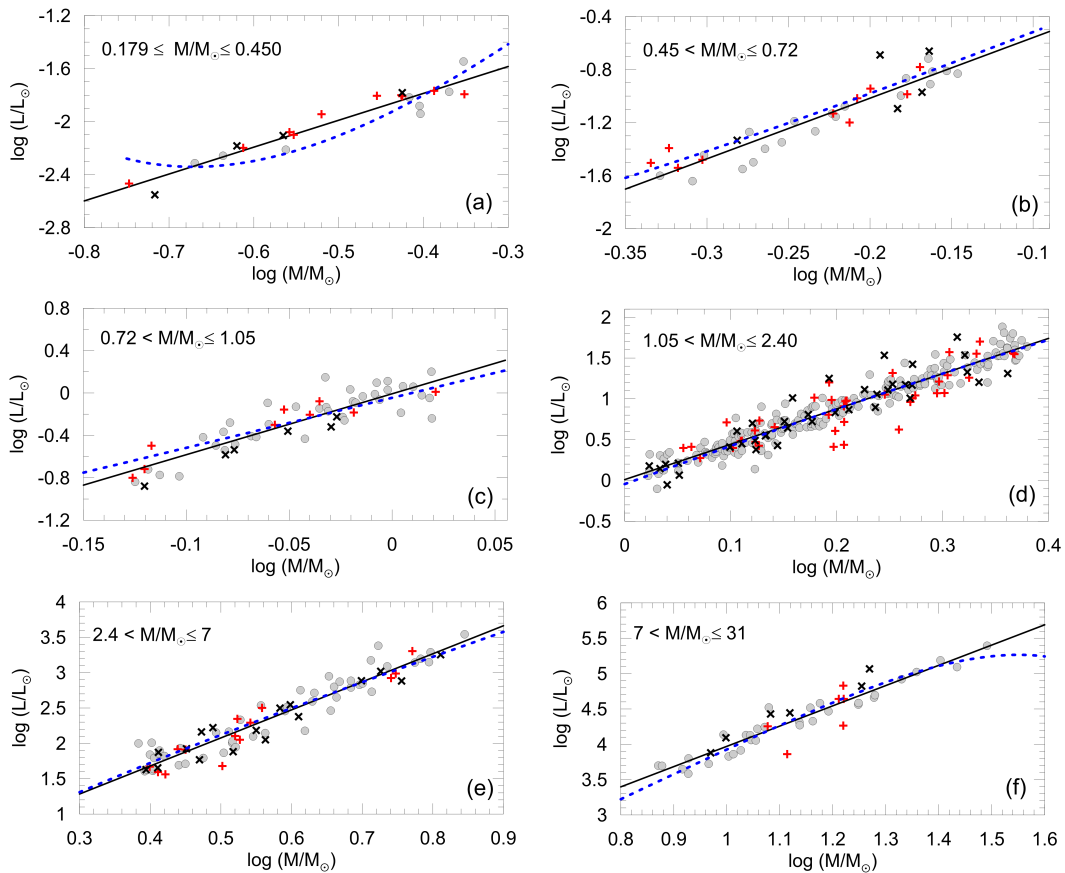 -1.2
-1.6
-2
-2.4
-2.8
log (L/L☉)
0.179 ≤ M/M☉ ≤ 0.450
(a)
-0.8 -0.7 -0.6 -0.5 -0.4 -0.3
log (M/M☉)
-0.4
-0.8
-1.2
-1.6
-2
log (L/L☉)
0.45 < M/M☉ ≤ 0.72
(b)
-0.35 -0.3 -0.25 -0.2 -0.15 -0.1
log (M/M☉)
0.8
0.4
0
-0.4
-0.8
-1.2
log (L/L☉)
0.72 < M/M☉ ≤ 1.05
(c)
-0.15 -0.1 -0.05 0 0.05
log (M/M☉)
2
1.5
1
0.5
0
-0.5
log (L/L☉)
1.05 < M/M☉ ≤ 2.40
(d)
0 0.1 0.2 0.3 0.4
log (M/M☉)
4
3.5
3
2.5
2
1.5
1
log (L/L☉)
2.4 < M/M☉ ≤ 7
(e)
0.3 0.4 0.5 0.6 0.7 0.8 0.9
log (M/M☉)
6
5.5
5
4.5
4
3.5
3
log (L/L☉)
7 < M/M☉ ≤ 31
(f)
0.8 0.9 1 1.1 1.2 1.3 1.4 1.5 1.6
log (M/M☉)